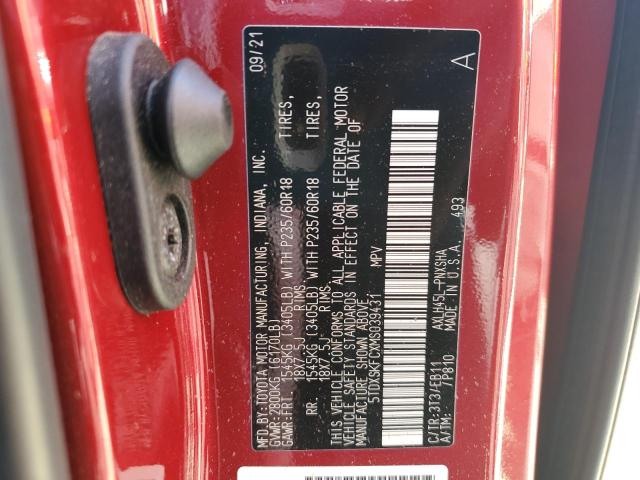 MFD.BY:TOYOTA MOTOR MANUFACTURING, INDIANA, INC. 09/21
GVWR:2800KG (6170LB)
GAWR:FRT. 1545KG (3405LB) WITH P235/60R18 TIRES,
18X7.5J RIMS,
RR. 1545KG (3405LB) WITH P235/60R18 TIRES,
18X7.5J RIMS,
THIS VEHICLE CONFORMS TO ALL APPLICABLE FEDERAL MOTOR
VEHICLE SAFETY STANDARDS IN EFFECT ON THE DATE OF
MANUFACTURE SHOWN ABOVE.
5TDXSKFCXMS039431 MPV
AXLH45L-PNXSHA
C/TR:3T3/EB11 MADE IN U.S.A. A
A/TM: /P810 493